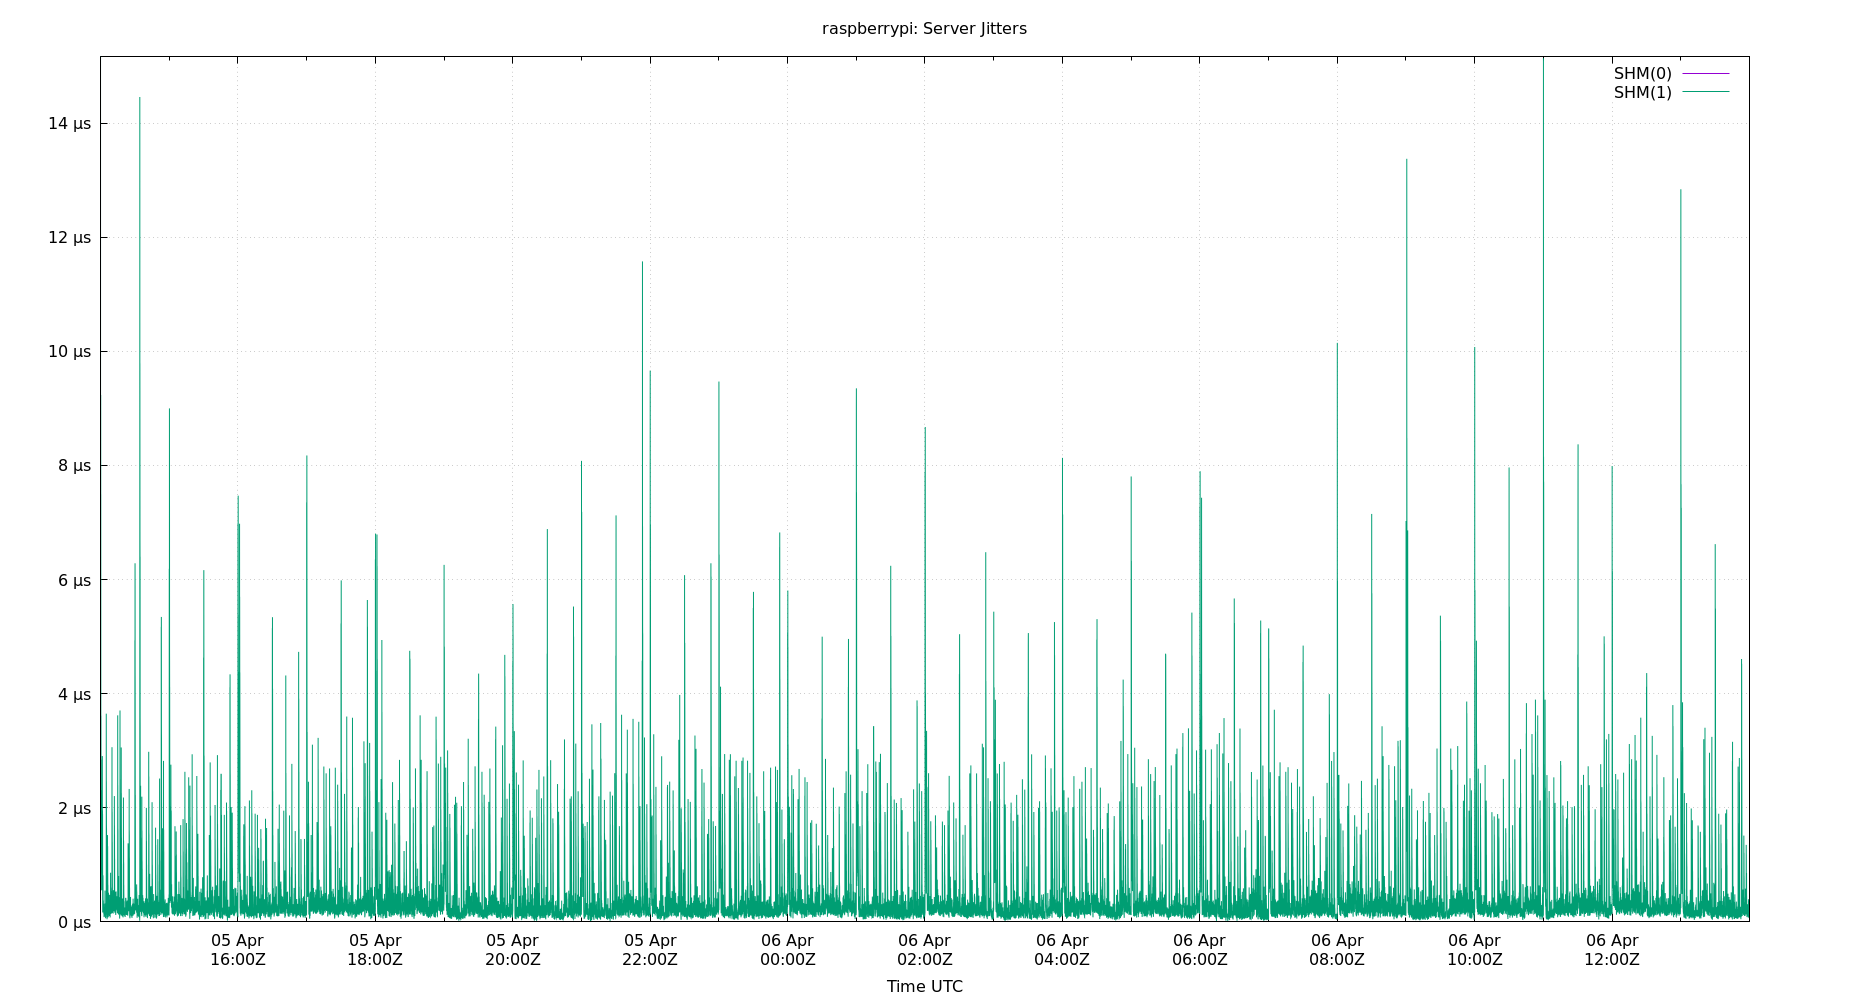 raspberrypi: Server Jitters
SHM(0)
SHM(1)
14 µs
12 µs
10 µs
8 µs
6 µs
4 µs
2 µs
0 µs
05 Apr
16:00Z
05 Apr
18:00Z
05 Apr
20:00Z
05 Apr
22:00Z
06 Apr
00:00Z
06 Apr
02:00Z
06 Apr
04:00Z
06 Apr
06:00Z
06 Apr
08:00Z
06 Apr
10:00Z
06 Apr
12:00Z
Time UTC